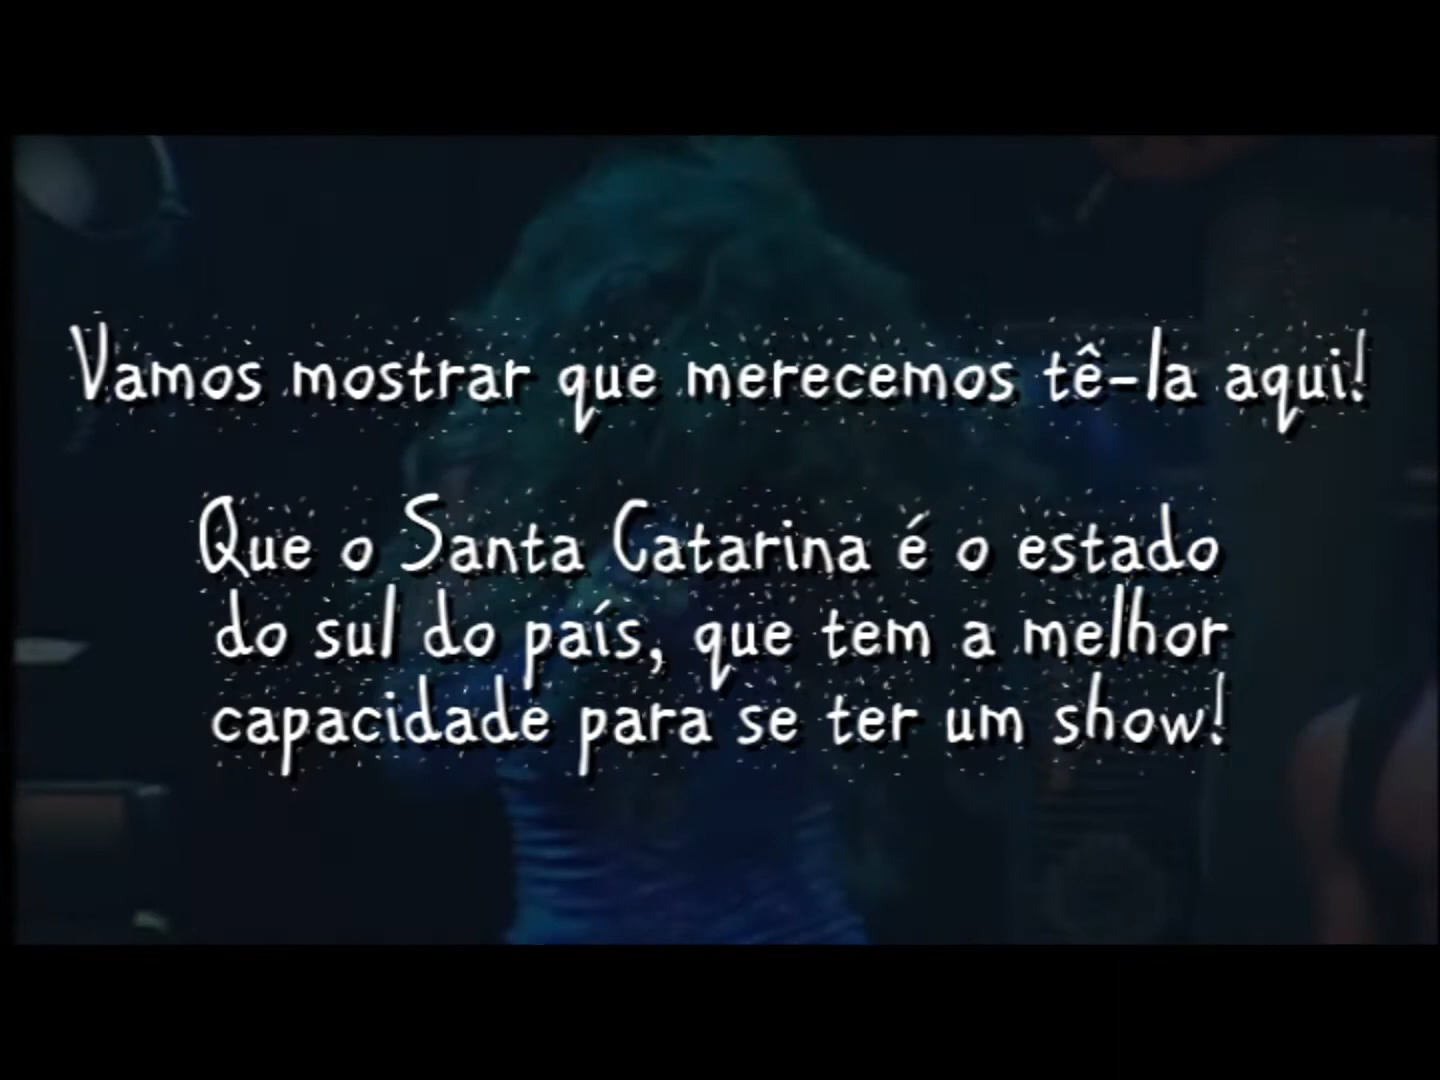 Vamos mostrar que merecemos tê-la aqui!
Que o Santa Catarina é o estado
do sul do país, que tem a melhor
capacidade para se ter um show!